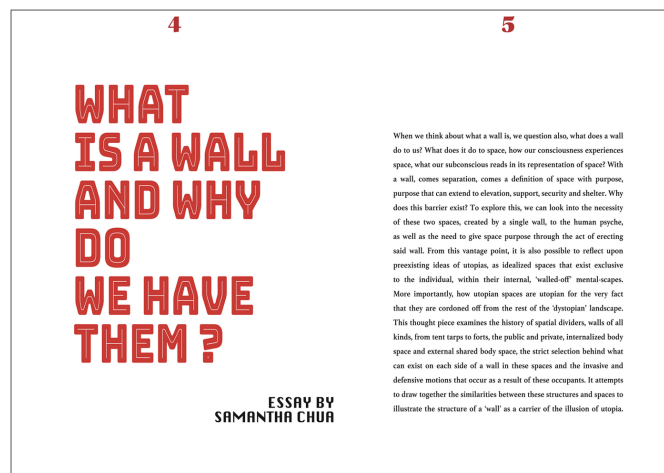 4
5
WHAT
IS A WALL
AND WHY
DO
WE HAVE
THEM ?
ESSAY BY
SAMANTHA CHUA
When we think about what a wall is, we question also, what does a wall
do to us? What does it do to space, how our consciousness experiences
space, what our subconscious reads in its representation of space? With
a wall, comes separation, comes a definition of space with purpose,
purpose that can extend to elevation, support, security and shelter. Why
does this barrier exist? To explore this, we can look into the necessity
of these two spaces, created by a single wall, to the human psyche,
as well as the need to give space purpose through the act of erecting
said wall. From this vantage point, it is also possible to reflect upon
preexisting ideas of utopias, as idealized spaces that exist exclusive
to the individual, within their internal, ‘walled-off’ mental-scapes.
More importantly, how utopian spaces are utopian for the very fact
that they are cordoned off from the rest of the ‘dystopian’ landscape.
This thought piece examines the history of spatial dividers, walls of all
kinds, from tent tarps to forts, the public and private, internalized body
space and external shared body space, the strict selection behind what
can exist on each side of a wall in these spaces and the invasive and
defensive motions that occur as a result of these occupants. It attempts
to draw together the similarities between these structures and spaces to
illustrate the structure of a ‘wall’ as a carrier of the illusion of utopia.